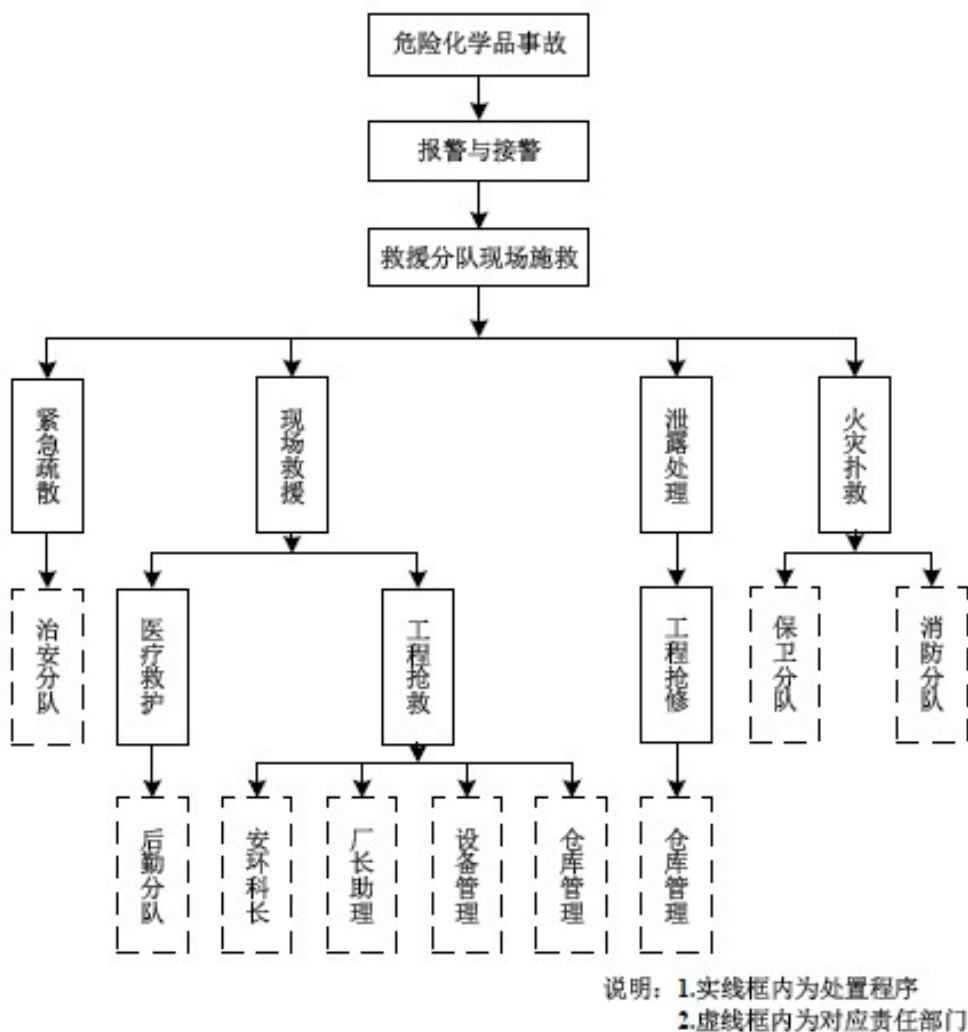 危险化学品事故
报警与接警
救援分队现场施救
紧急疏散
现场救援
泄露处理
火灾扑救
治安分队
医疗救护
工程抢救
工程抢修
保卫分队
消防分队
后勤分队
安环科长
厂长助理
设备管理
仓库管理
仓库管理
说明：1.实线框内为处置程序
2.虚线框内为对应责任部门